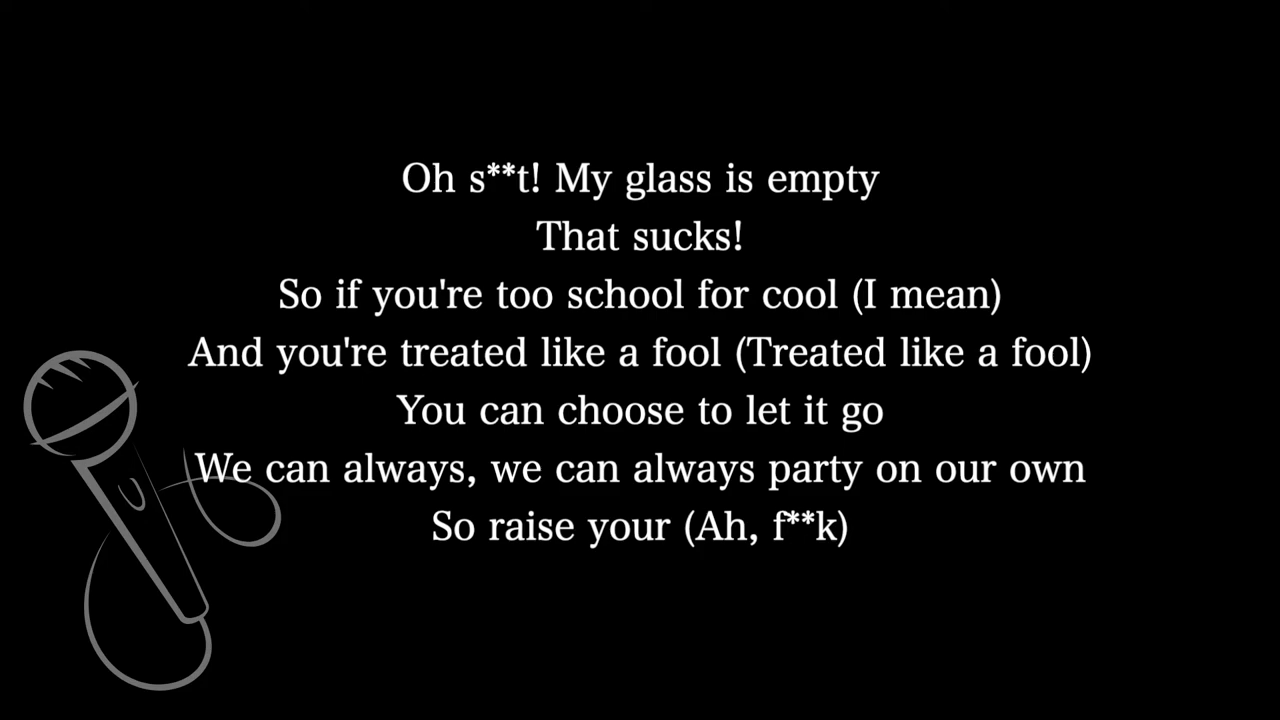 Oh s**t! My glass is empty
That sucks!
So if you're too school for cool (I mean)
And you're treated like a fool (Treated like a fool)
You can choose to let it go
We can always, we can always party on our own
So raise your (Ah, f**k)